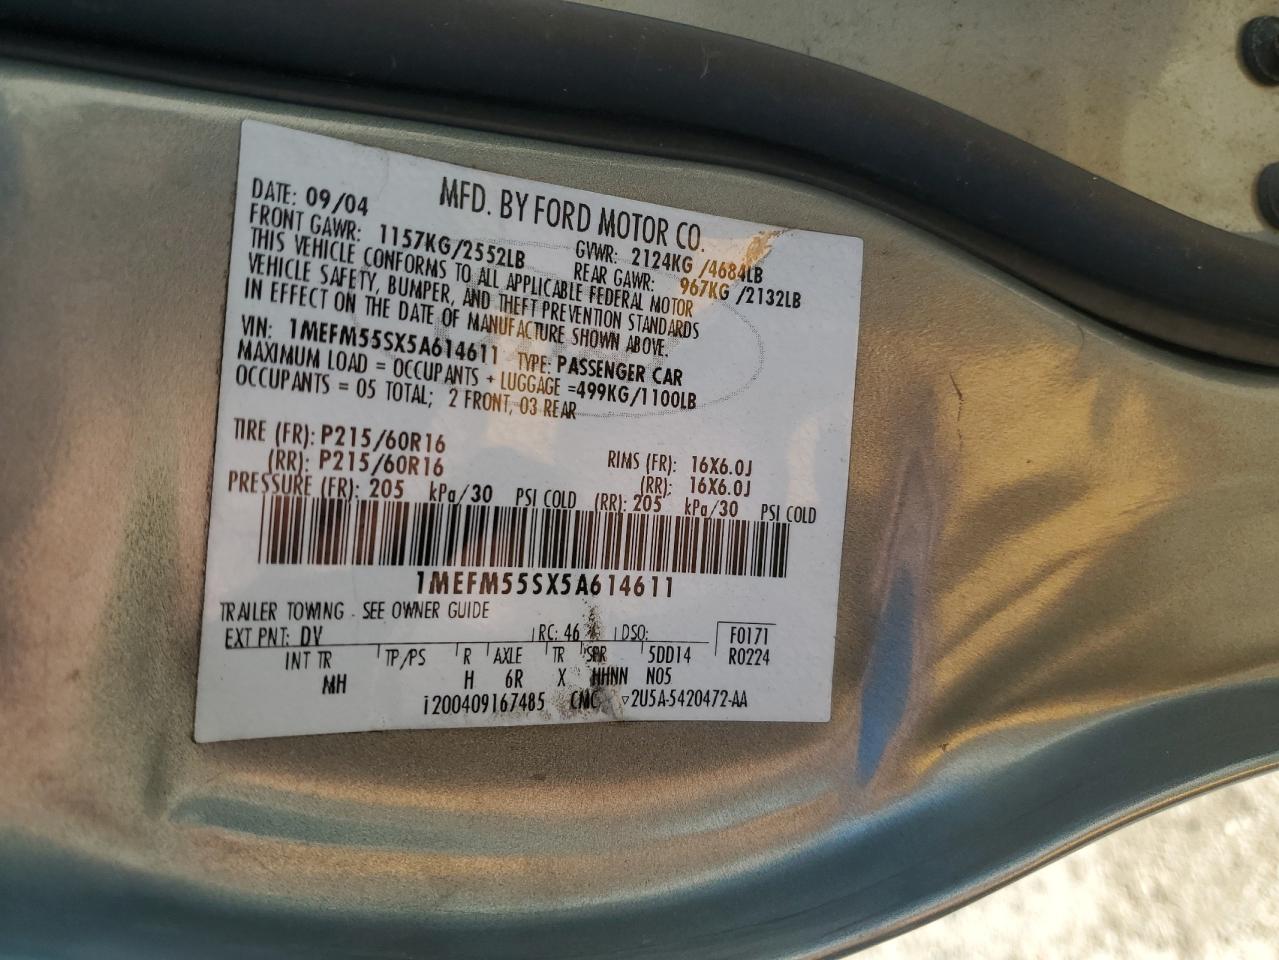 MFD. BY FORD MOTOR CO.
DATE: 09/04 GVWR: 2124KG /4684LB
FRONT GAWR: 1157KG/2552LB REAR GAWR: 967KG /2132LB
THIS VEHICLE CONFORMS TO ALL APPLICABLE FEDERAL MOTOR
VEHICLE SAFETY, BUMPER, AND THEFT PREVENTION STANDARDS
IN EFFECT ON THE DATE OF MANUFACTURE SHOWN ABOVE.
VIN: 1MEFM55SX5A614611 TYPE: PASSENGER CAR
MAXIMUM LOAD = OCCUPANTS + LUGGAGE =499KG/1100LB
OCCUPANTS = 05 TOTAL; 2 FRONT, 03 REAR
TIRE (FR): P215/60R16 RIMS (FR): 16X6.0J
(RR): P215/60R16 (RR): 16X6.0J
PRESSURE (FR): 205 kPa/30 PSI COLD (RR): 205 kPa/30 PSI COLD
1MEFM55SX5A614611
TRAILER TOWING - SEE OWNER GUIDE
EXT PNT: DV RC: 46 DSO: F0171
INT TR TP/PS R AXLE TR SPR 5DD14 R0224
MH H 6R X HHNN N05
i200409167485 CMC ▽2U5A-5420472-AA